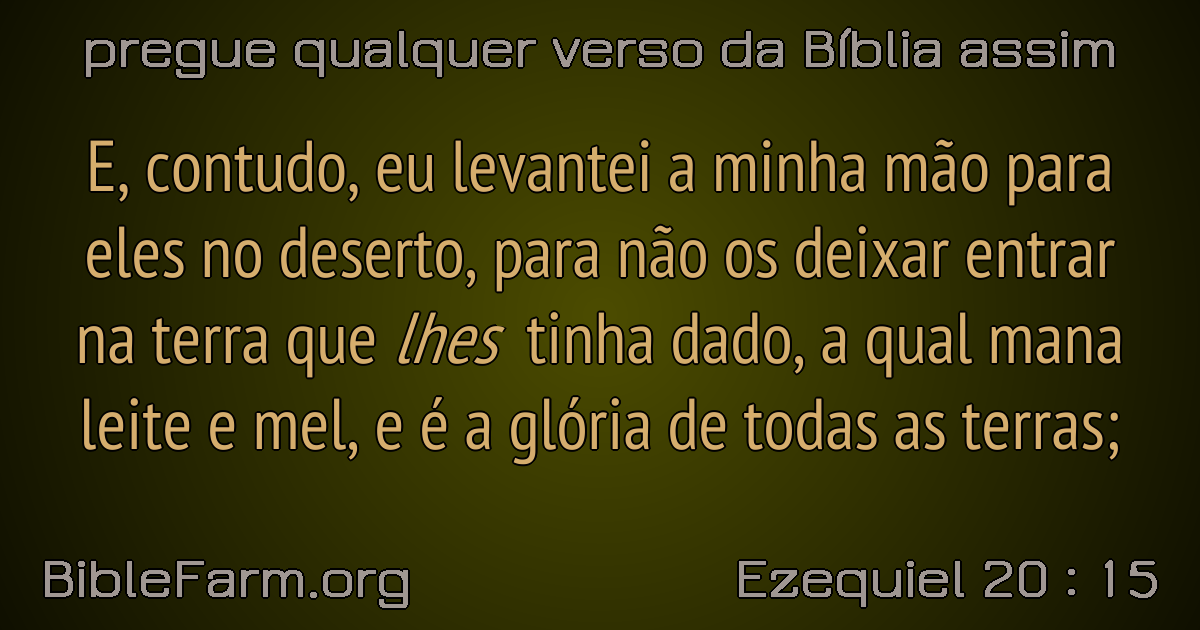 pregue qualquer verso da Bíblia assim
E, contudo, eu levantei a minha mão para
eles no deserto, para não os deixar entrar
na terra que lhes tinha dado, a qual mana
leite e mel, e é a glória de todas as terras;
BibleFarm.org
Ezequiel 20 : 15